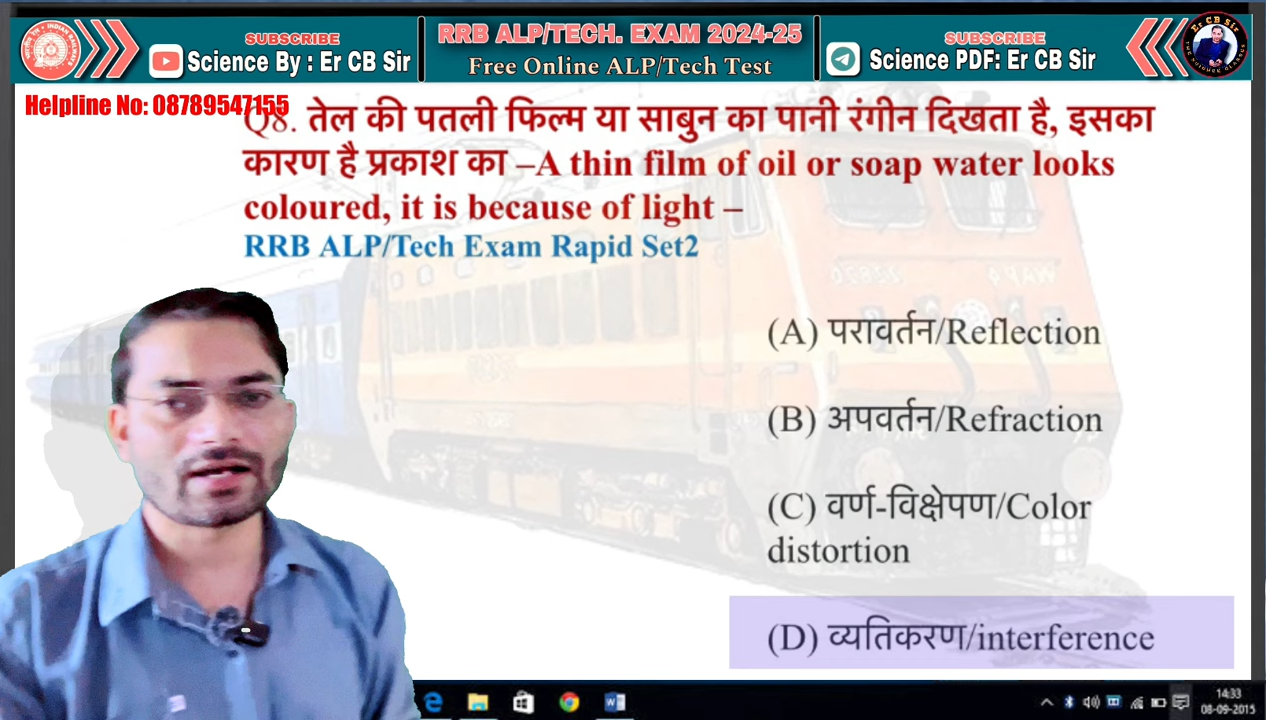 SUBSCRIBE
Science By : Er CB Sir
RRB ALP/TECH. EXAM 2024-25
Free Online ALP/Tech Test
SUBSCRIBE
Science PDF: Er CB Sir
Er CB Sir
Helpline No: 08789547155
Q8. तेल की पतली फिल्म या साबुन का पानी रंगीन दिखता है, इसका
कारण है प्रकाश का –A thin film of oil or soap water looks
coloured, it is because of light –
RRB ALP/Tech Exam Rapid Set2
(A) परावर्तन/Reflection
(B) अपवर्तन/Refraction
(C) वर्ण-विक्षेपण/Color
distortion
(D) व्यतिकरण/interference
14:33
08-09-2015